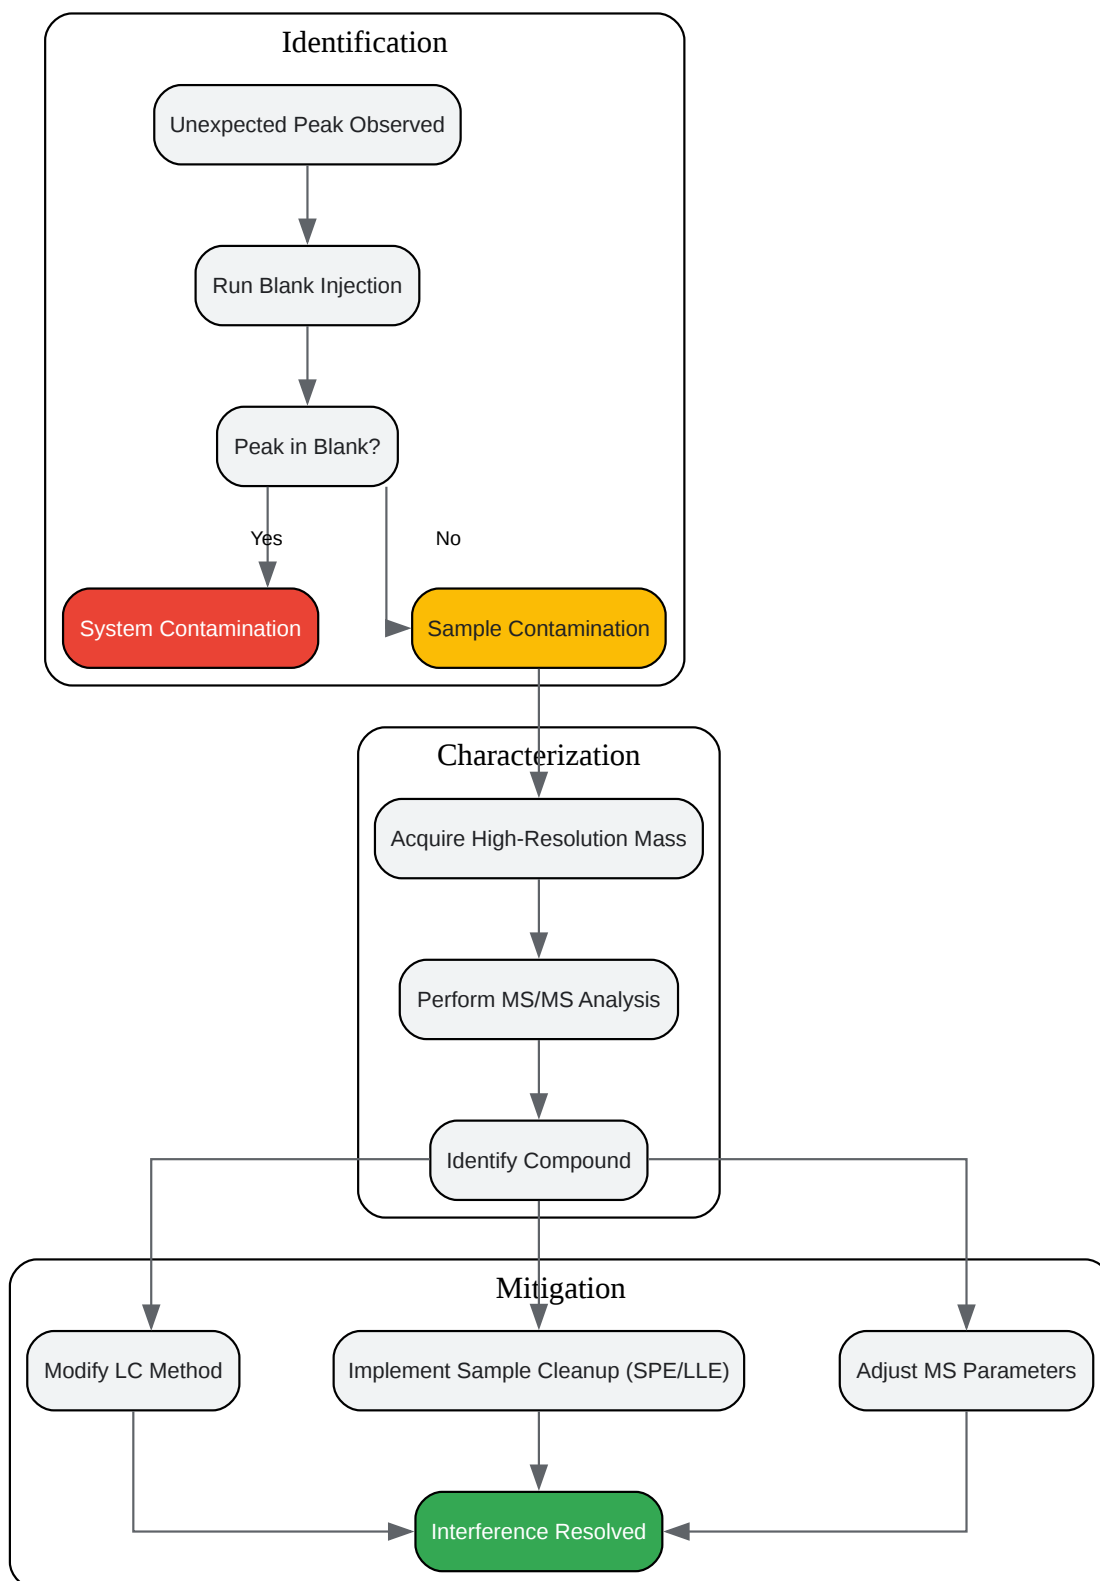 Identification
Unexpected Peak Observed
Run Blank Injection
Peak in Blank?
Yes
No
System Contamination
Sample Contamination
Characterization
Acquire High-Resolution Mass
Perform MS/MS Analysis
Identify Compound
Mitigation
Modify LC Method
Implement Sample Cleanup (SPE/LLE)
Adjust MS Parameters
Interference Resolved